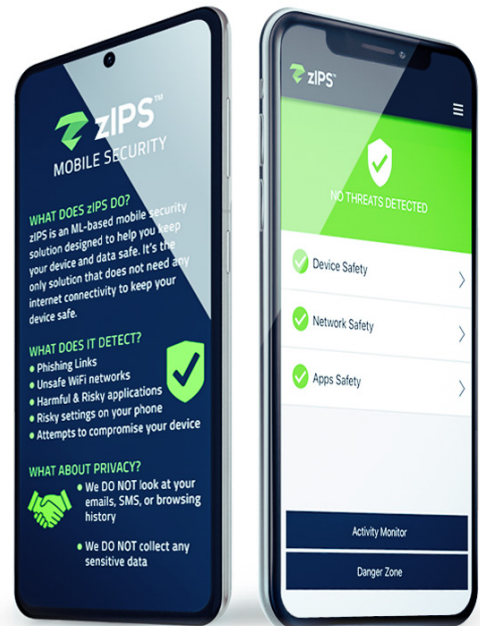 zIPS™
MOBILE SECURITY
WHAT DOES zIPS DO?
zIPS is an ML-based mobile security
solution designed to help you keep
your device and data safe. It's the
only solution that does not need any
internet connectivity to keep your
device safe.
WHAT DOES IT DETECT?
• Phishing Links
• Unsafe WiFi networks
• Harmful & Risky applications
• Risky settings on your phone
• Attempts to compromise your device
WHAT ABOUT PRIVACY?
• We DO NOT look at your
emails, SMS, or browsing
history
• We DO NOT collect any
sensitive data
zIPS™
NO THREATS DETECTED
Device Safety
Network Safety
Apps Safety
Activity Monitor
Danger Zone